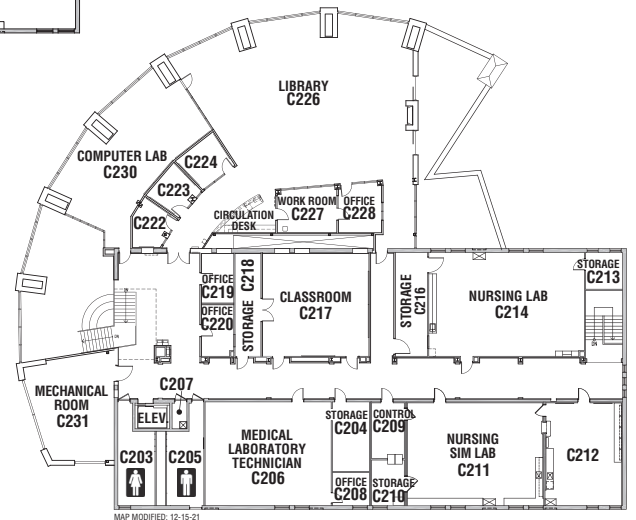 LIBRARY
C226
COMPUTER LAB
C230
C224
C223
C222
CIRCULATION
DESK
WORK ROOM
C227
OFFICE
C228
OFFICE
C219
OFFICE
C220
STORAGE C218
CLASSROOM
C217
STORAGE
C216
NURSING LAB
C214
STORAGE
C213
MECHANICAL
ROOM
C231
C207
ELEV.
C203
C205
MEDICAL
LABORATORY
TECHNICIAN
C206
STORAGE
C204
OFFICE
C208
CONTROL
C209
STORAGE
C210
NURSING
SIM LAB
C211
C212
MAP MODIFIED: 12-15-21